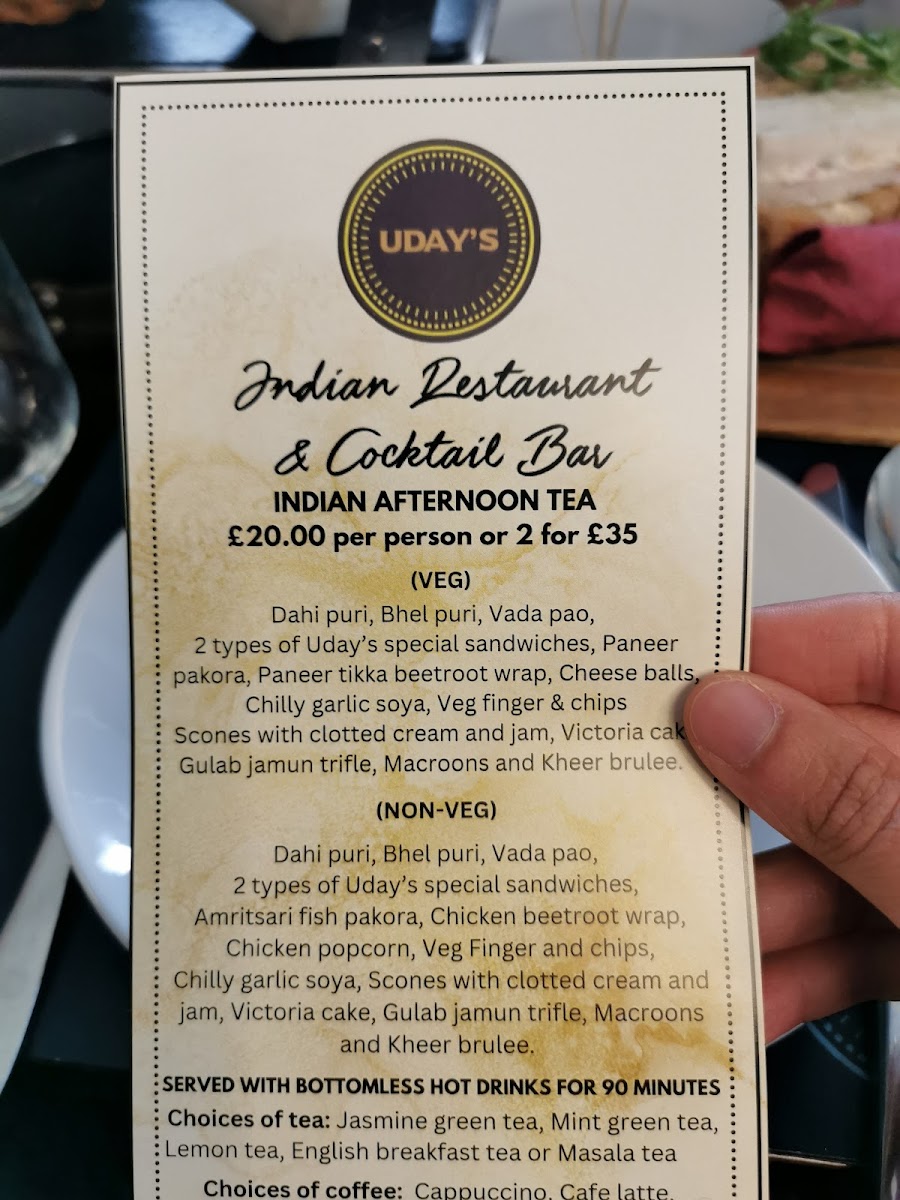 UDAY'S
Indian Restaurant
& Cocktail Bar
INDIAN AFTERNOON TEA
£20.00 per person or 2 for £35
(VEG)
Dahi puri, Bhel puri, Vada pao,
2 types of Uday's special sandwiches, Paneer
pakora, Paneer tikka beetroot wrap, Cheese balls,
Chilly garlic soya, Veg finger & chips
Scones with clotted cream and jam, Victoria cak
Gulab jamun trifle, Macroons and Kheer brulee.
(NON-VEG)
Dahi puri, Bhel puri, Vada pao,
2 types of Uday's special sandwiches,
Amritsari fish pakora, Chicken beetroot wrap,
Chicken popcorn, Veg Finger and chips,
Chilly garlic soya, Scones with clotted cream and
jam, Victoria cake, Gulab jamun trifle, Macroons
and Kheer brulee.
SERVED WITH BOTTOMLESS HOT DRINKS FOR 90 MINUTES
Choices of tea: Jasmine green tea, Mint green tea,
Lemon tea, English breakfast tea or Masala tea
Choices of coffee: Cappuccino, Cafe latte,